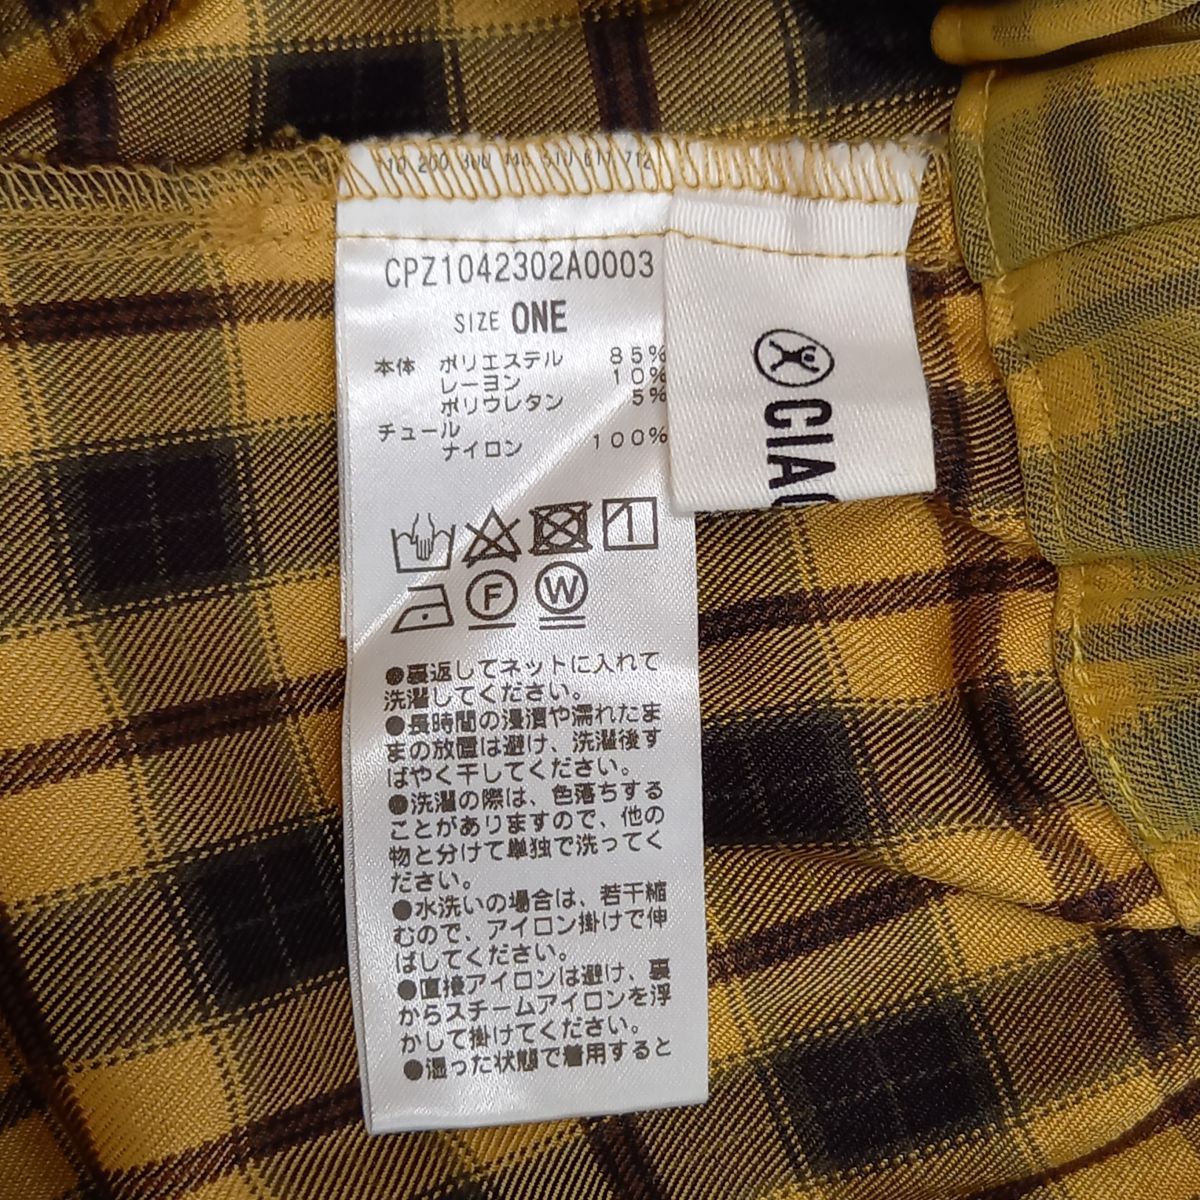 CPZ1042302A0003
SIZE ONE
本体 ポリエステル 85%
レーヨン 10%
ポリウレタン 5%
チュール
ナイロン 100%
CIAO
1
F W
●裏返してネットに入れて
洗濯してください。
●長時間の浸漬や濡れたま
まの放置は避け、洗濯後す
ばやく干してください。
●洗濯の際は、色落ちする
ことがありますので、他の
物と分けて単独で洗ってく
ださい。
●水洗いの場合は、若干縮
むので、アイロン掛けで伸
ばしてください。
●直接アイロンは避け、裏
からスチームアイロンを浮
かして掛けてください。
●湿った状態で着用すると